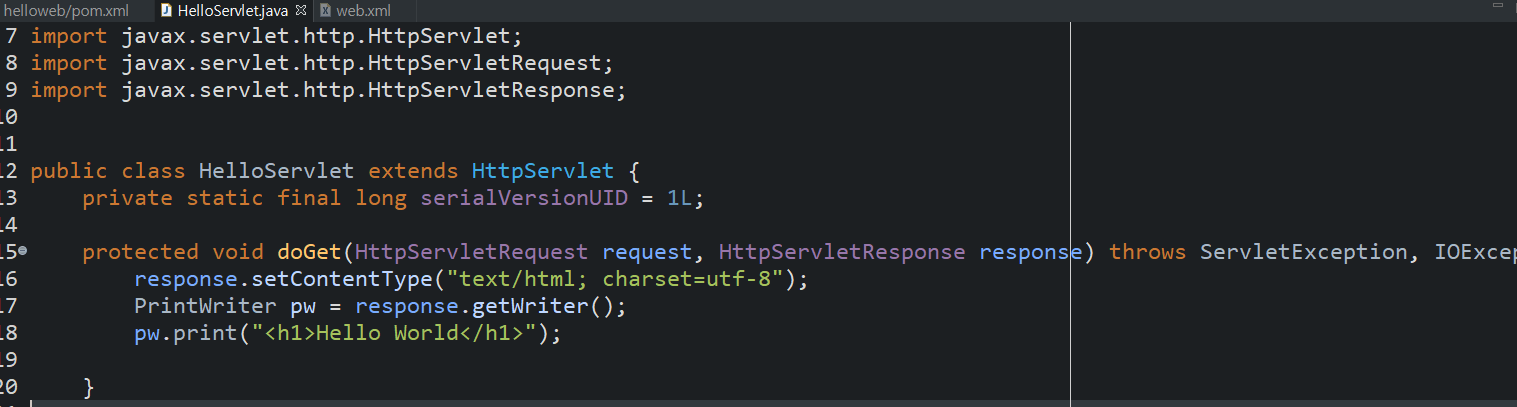 helloweb/pom.xml HelloServlet.java web.xml
7 import javax.servlet.http.HttpServlet;
8 import javax.servlet.http.HttpServletRequest;
9 import javax.servlet.http.HttpServletResponse;
10
11
12 public class HelloServlet extends HttpServlet {
13 private static final long serialVersionUID = 1L;
14
15 protected void doGet(HttpServletRequest request, HttpServletResponse response) throws ServletException, IOExcep
16 response.setContentType("text/html; charset=utf-8");
17 PrintWriter pw = response.getWriter();
18 pw.print("<h1>Hello World</h1>");
19
20 }